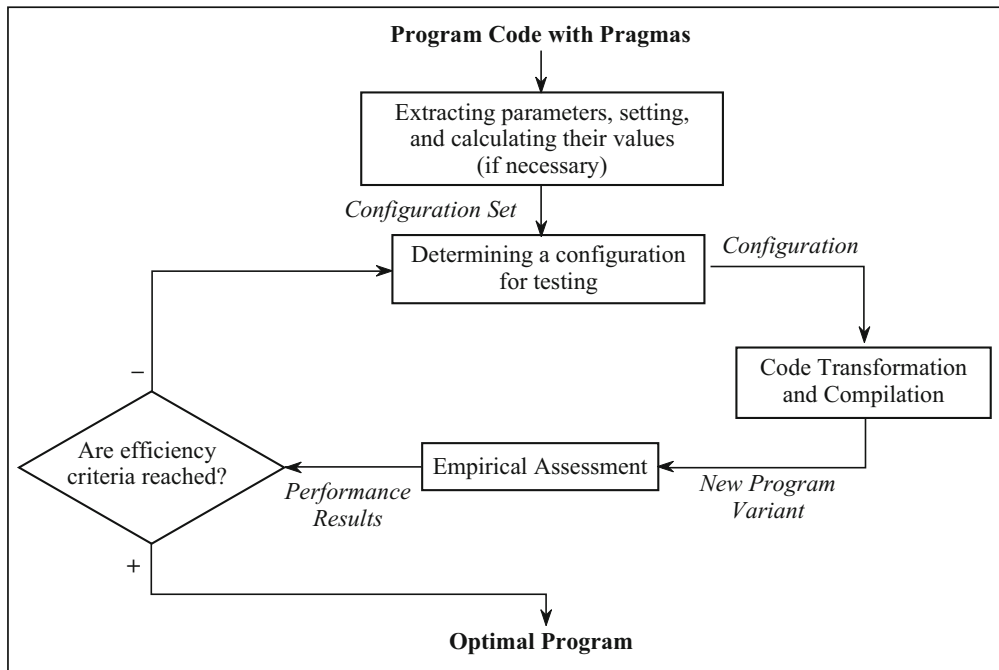 Program Code with Pragmas
Extracting parameters, setting,
and calculating their values
(if necessary)
Configuration Set
Determining a configuration
for testing
Configuration
Code Transformation
and Compilation
New Program
Variant
Empirical Assessment
Performance
Results
Are efficiency
criteria reached?
−
+
Optimal Program